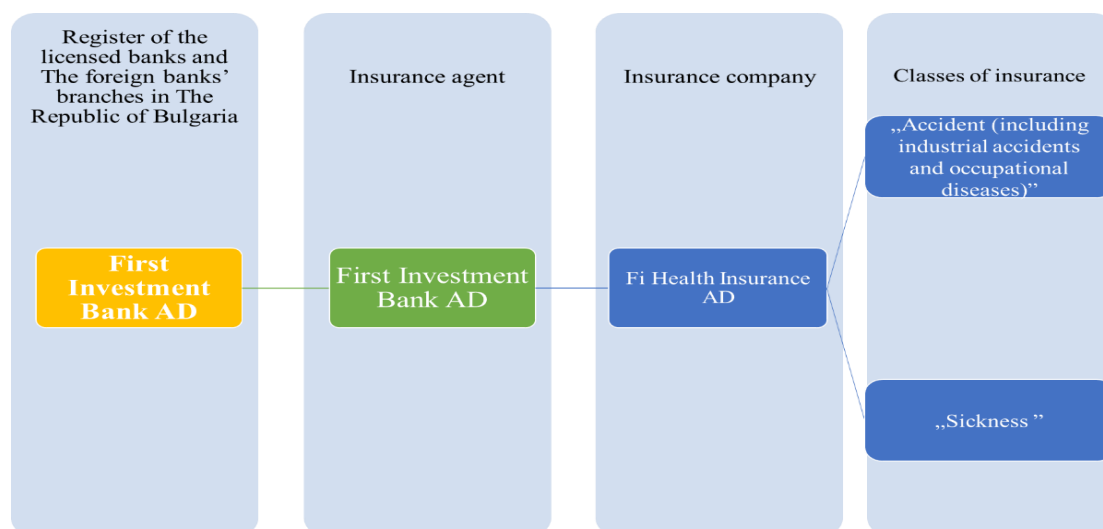 Register of the
licensed banks and
The foreign banks’
branches in The
Republic of Bulgaria
Insurance agent
Insurance company
Classes of insurance
First
Investment
Bank AD
First Investment
Bank AD
Fi Health Insurance
AD
„Accident (including
industrial accidents
and occupational
diseases)”
„Sickness ”